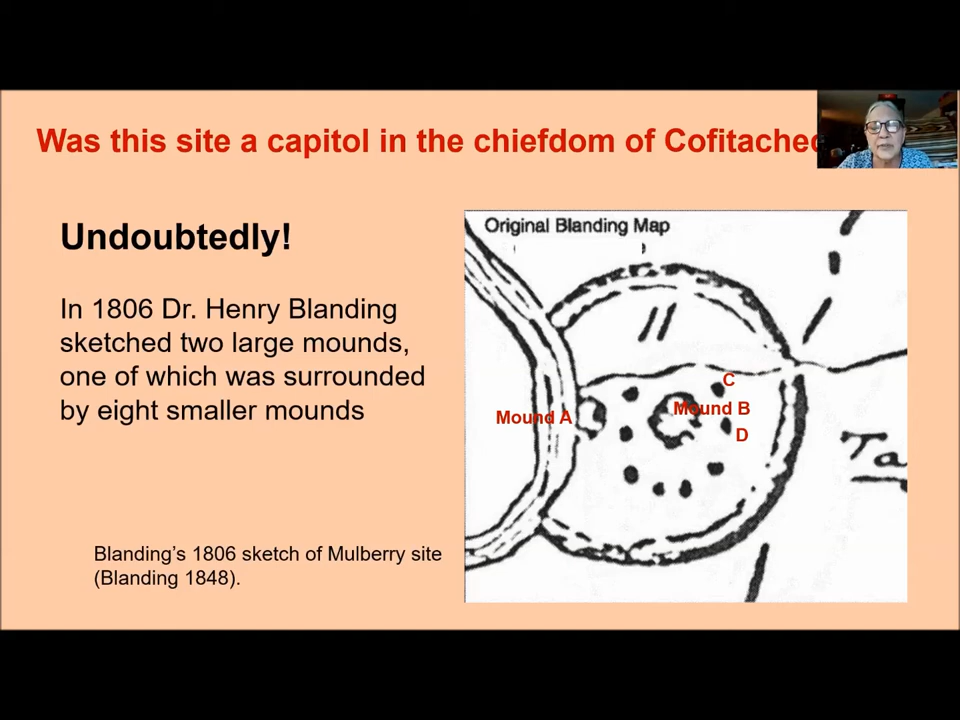 Was this site a capitol in the chiefdom of
Undoubtedly!
In 1806 Dr. Henry Blanding
sketched two large mounds,
one of which was surrounded
by eight smaller mounds
Blanding's 1806 sketch of Mulberry site
(Blanding 1848).
Original Blanding Map
C
Mound A
Mound B
D